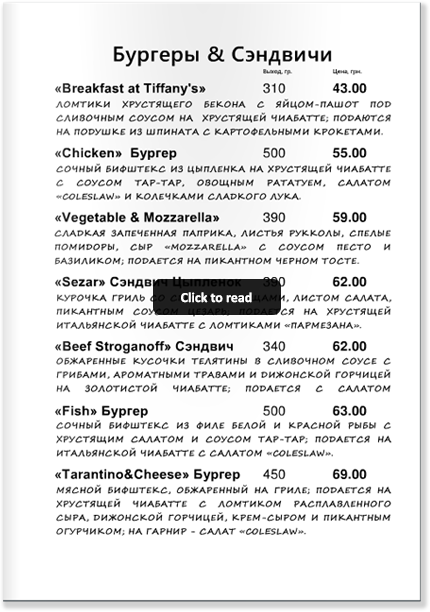 Бургеры & Сэндвичи
Выход, гр. Цена, грн.
«Breakfast at Tiffany's» 310 43.00
ЛОМТИКИ ХРУСТЯЩЕГО БЕКОНА С ЯЙЦОМ-ПАШОТ ПОД
СЛИВОЧНЫМ СОУСОМ НА ХРУСТЯЩЕЙ ЧИАБАТТЕ; ПОДАЮТСЯ
НА ПОДУШКЕ ИЗ ШПИНАТА С КАРТОФЕЛЬНЫМИ КРОКЕТАМИ.
«Chicken» Бургер 500 55.00
СОЧНЫЙ БИФШТЕКС ИЗ ЦЫПЛЕНКА НА ХРУСТЯЩЕЙ ЧИАБАТТЕ
С СОУСОМ ТАР-ТАР, ОВОЩНЫМ РАТАТУЕМ, САЛАТОМ
«COLESLAW» И КОЛЕЧКАМИ СЛАДКОГО ЛУКА.
«Vegetable & Mozzarella» 390 59.00
СЛАДКАЯ ЗАПЕЧЕННАЯ ПАПРИКА, ЛИСТЬЯ РУККОЛЫ, СПЕЛЫЕ
ПОМИДОРЫ, СЫР «MOZZARELLA» С СОУСОМ ПЕСТО И
БАЗИЛИКОМ; ПОДАЕТСЯ НА ПИКАНТНОМ ЧЕРНОМ ТОСТЕ.
«Sezar» Сэндвич Цыпленок 390 62.00
КУРОЧКА ГРИЛЬ СО ЛИСТОМ САЛАТА,
Click to read
ПИКАНТНЫМ СОУСОМ ЦЕЗАРЬ; ПОДАЕТСЯ НА ХРУСТЯЩЕЙ
ИТАЛЬЯНСКОЙ ЧИАБАТТЕ С ЛОМТИКАМИ «ПАРМЕЗАНА».
«Beef Stroganoff» Сэндвич 340 62.00
ОБЖАРЕННЫЕ КУСОЧКИ ТЕЛЯТИНЫ В СЛИВОЧНОМ СОУСЕ С
ГРИБАМИ, АРОМАТНЫМИ ТРАВАМИ И ДИЖОНСКОЙ ГОРЧИЦЕЙ
НА ЗОЛОТИСТОЙ ЧИАБАТТЕ; ПОДАЕТСЯ С САЛАТОМ
«Fish» Бургер 500 63.00
СОЧНЫЙ БИФШТЕКС ИЗ ФИЛЕ БЕЛОЙ И КРАСНОЙ РЫБЫ С
ХРУСТЯЩИМ САЛАТОМ И СОУСОМ ТАР-ТАР; ПОДАЕТСЯ НА
ИТАЛЬЯНСКОЙ ЧИАБАТТЕ С САЛАТОМ «COLESLAW».
«Tarantino&Cheese» Бургер 450 69.00
МЯСНОЙ БИФШТЕКС, ОБЖАРЕННЫЙ НА ГРИЛЕ; ПОДАЕТСЯ НА
ХРУСТЯЩЕЙ ЧИАБАТТЕ С ЛОМТИКОМ РАСПЛАВЛЕННОГО
СЫРА, ДИЖОНСКОЙ ГОРЧИЦЕЙ, КРЕМ-СЫРОМ И ПИКАНТНЫМ
ОГУРЧИКОМ; НА ГАРНИР - САЛАТ «COLESLAW».